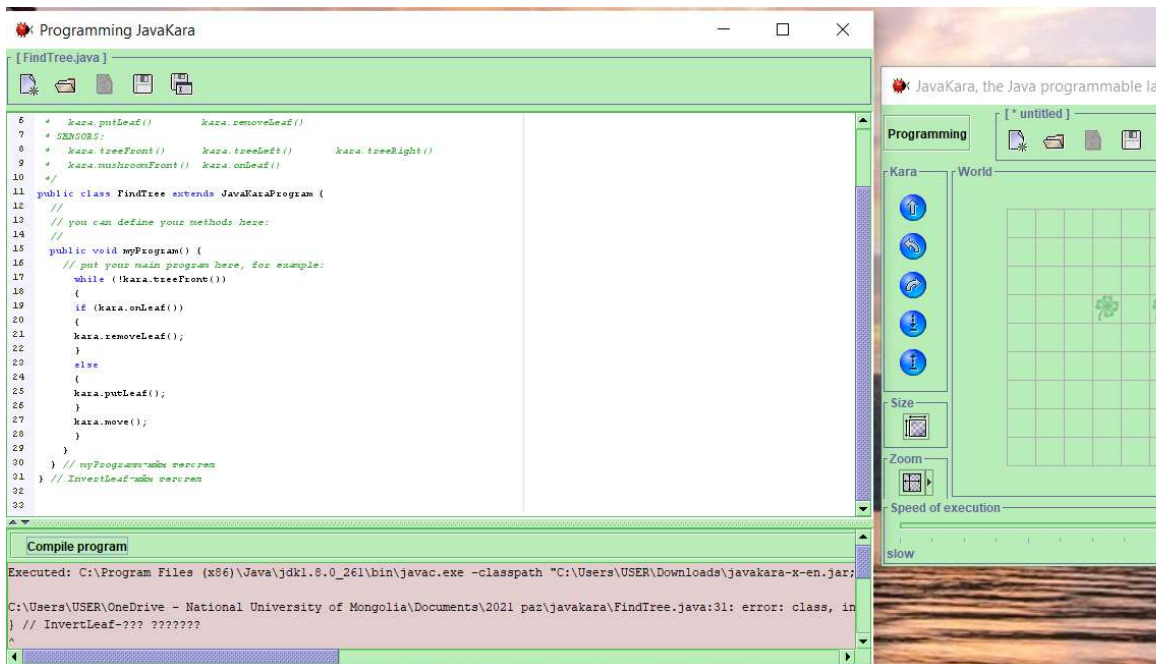 Programming JavaKara
[ FindTree.java ]
6 * kara.putLeaf() kara.removeLeaf()
7 * SENSORS:
8 * kara.treeFront() kara.treeLeft() kara.treeRight()
9 * kara.mushroomFront() kara.onLeaf()
10 */
11 public class FindTree extends JavaKaraProgram {
12 //
13 // you can define your methods here:
14 //
15 public void myProgram() {
16 // put your main program here, for example:
17 while (!kara.treeFront())
18 {
19 if (kara.onLeaf())
20 {
21 kara.removeLeaf();
22 }
23 else
24 {
25 kara.putLeaf();
26 }
27 kara.move();
28 }
29 }
30 } // myProgramm-ийн төгсгөл
31 } // InvertLeaf-ийн төгсгөл
32
33
Compile program
Executed: C:\Program Files (x86)\Java\jdk1.8.0_261\bin\javac.exe -classpath "C:\Users\USER\Downloads\javakara-x-en.jar;
C:\Users\USER\OneDrive - National University of Mongolia\Documents\2021 paz\javakara\FindTree.java:31: error: class, in
} // InvertLeaf-??? ???????
^
JavaKara, the Java programmable la
Programming
[ * untitled ]
Kara
World
Size
Zoom
Speed of execution
slow